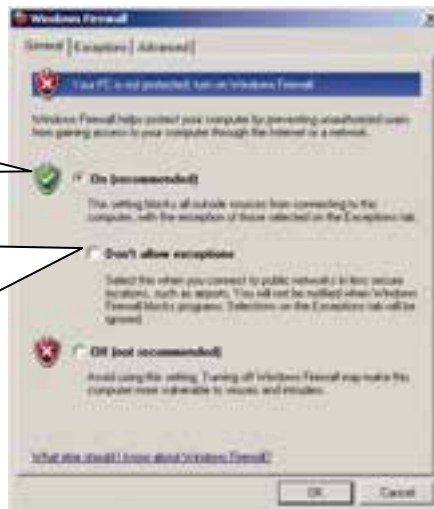 Windows Firewall
General Exceptions Advanced
Your PC is not protected; turn on Windows Firewall
Windows Firewall helps protect your computer by preventing unauthorized users
from gaining access to your computer through the Internet or a network.
On (recommended)
This setting blocks all outside sources from connecting to this
computer, with the exception of those selected on the Exceptions tab.
Don't allow exceptions
Select this when you connect to public networks in less secure
locations, such as airports. You will not be notified when Windows
Firewall blocks programs. Selections on the Exceptions tab will be
ignored.
Off (not recommended)
Avoid using this setting. Turning off Windows Firewall may make this
computer more vulnerable to viruses and intruders.
What else should I know about Windows Firewall?
OK Cancel